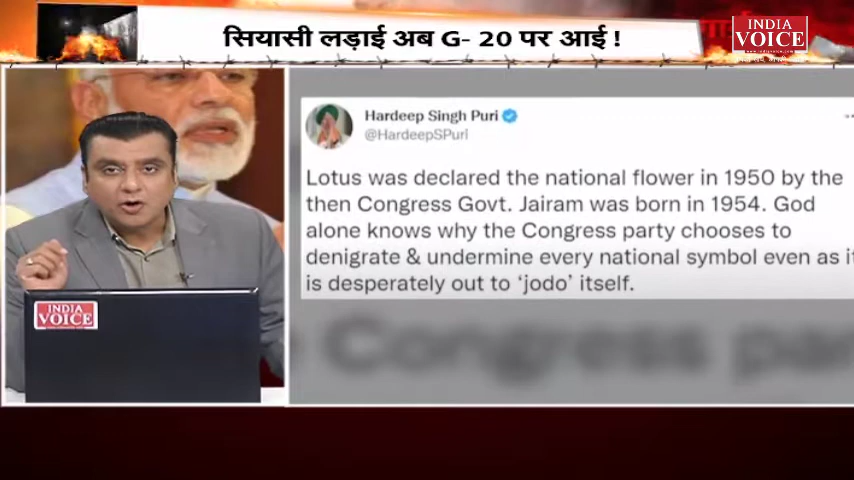 सियासी लड़ाई अब G- 20 पर आई !
INDIA
VOICE
Hardeep Singh Puri
@HardeepSPuri
Lotus was declared the national flower in 1950 by the
then Congress Govt. Jairam was born in 1954. God
alone knows why the Congress party chooses to
denigrate & undermine every national symbol even as it
is desperately out to ‘jodo’ itself.
INDIA
VOICE
Congress